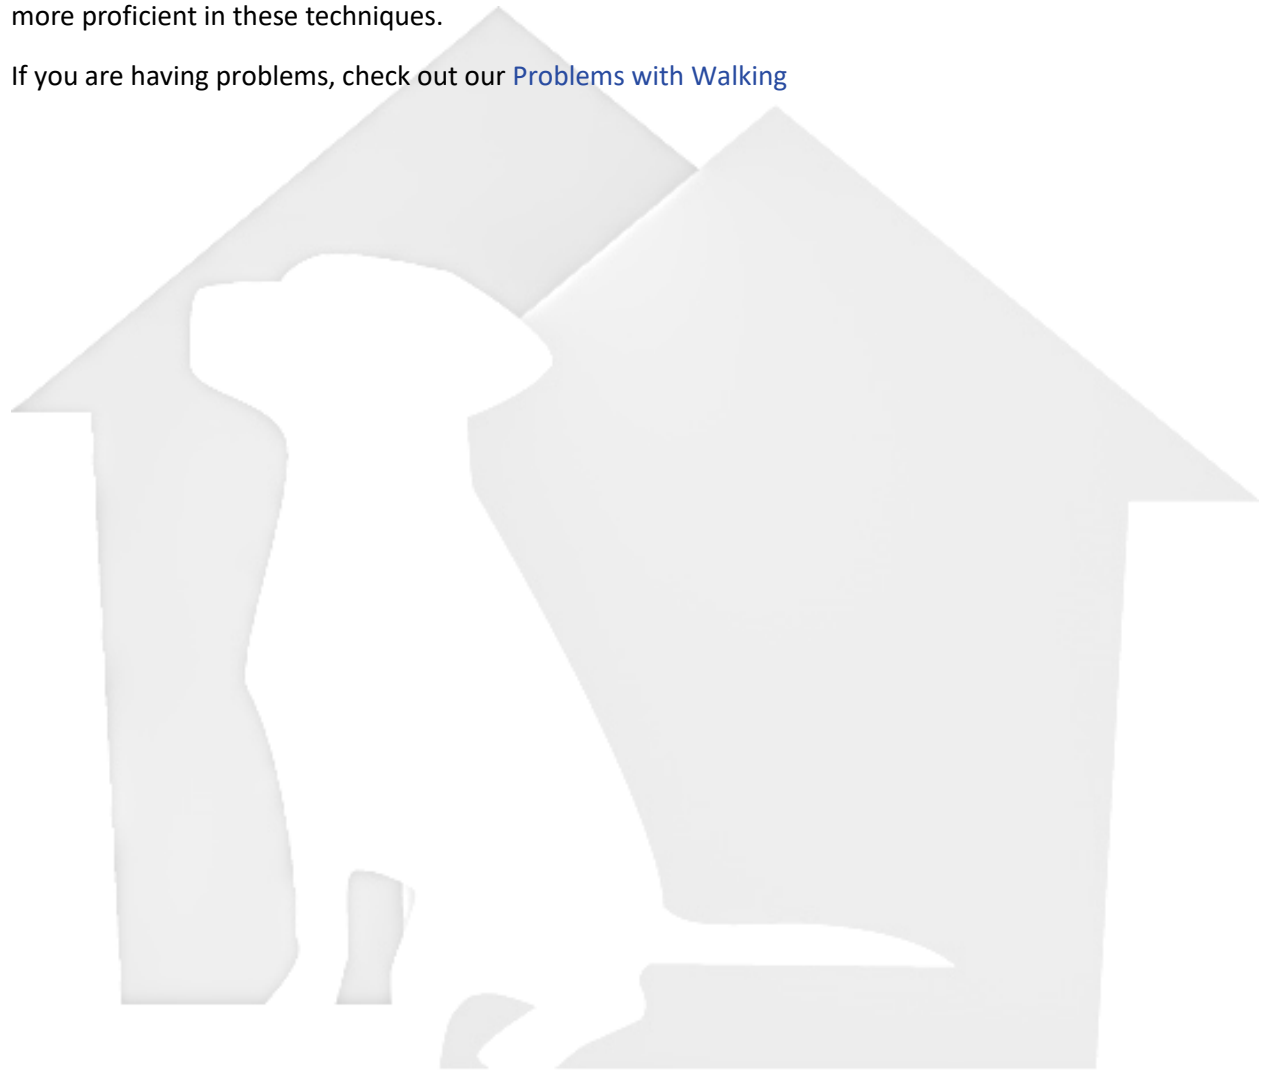 more proficient in these techniques.
If you are having problems, check out our Problems with Walking